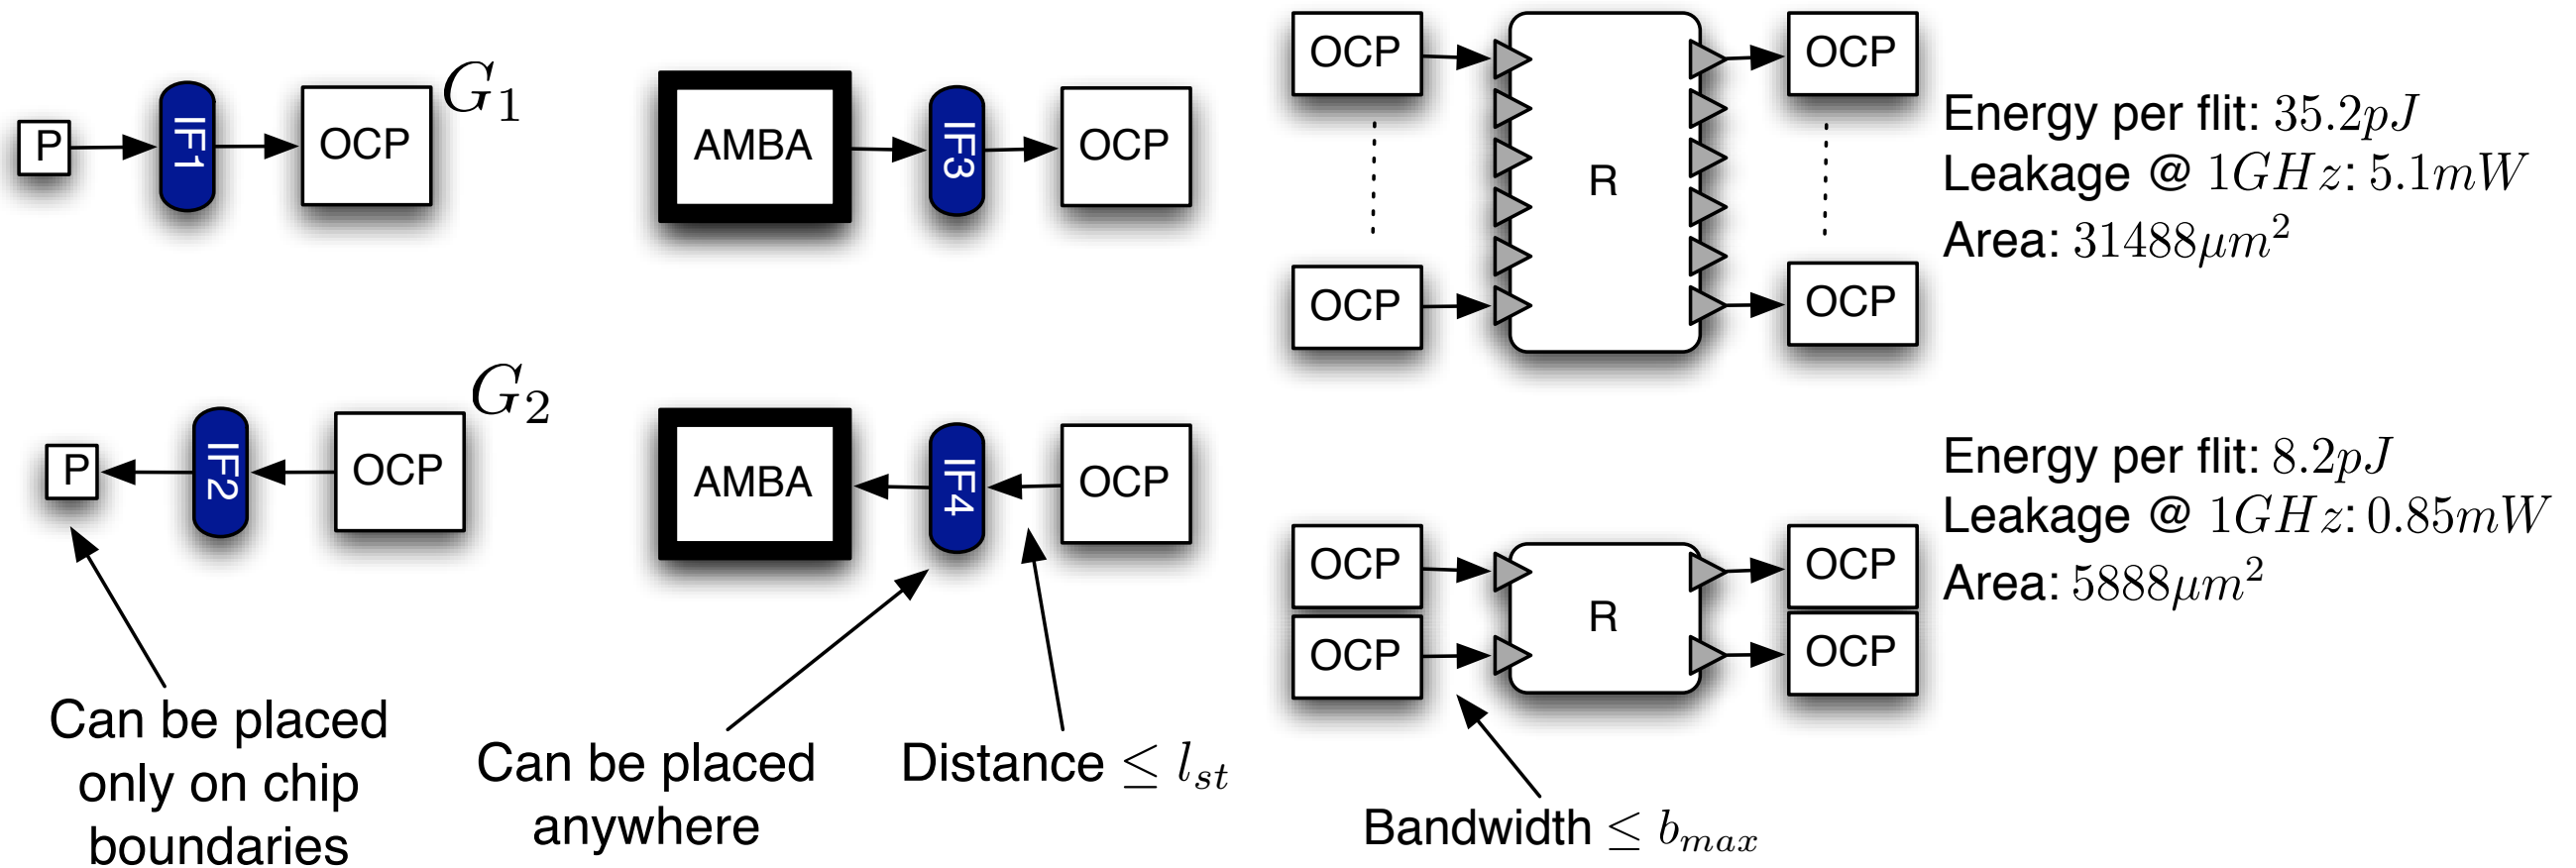 P
IF1
OCP
G1
AMBA
IF3
OCP
OCP
OCP
R
OCP
OCP
Energy per flit: 35.2pJ
Leakage @ 1GHz: 5.1mW
Area: 31488μm²
P
IF2
OCP
G2
AMBA
IF4
OCP
OCP
OCP
R
OCP
OCP
Energy per flit: 8.2pJ
Leakage @ 1GHz: 0.85mW
Area: 5888μm²
Can be placed
only on chip
boundaries
Can be placed
anywhere
Distance ≤ lst
Bandwidth ≤ bmax